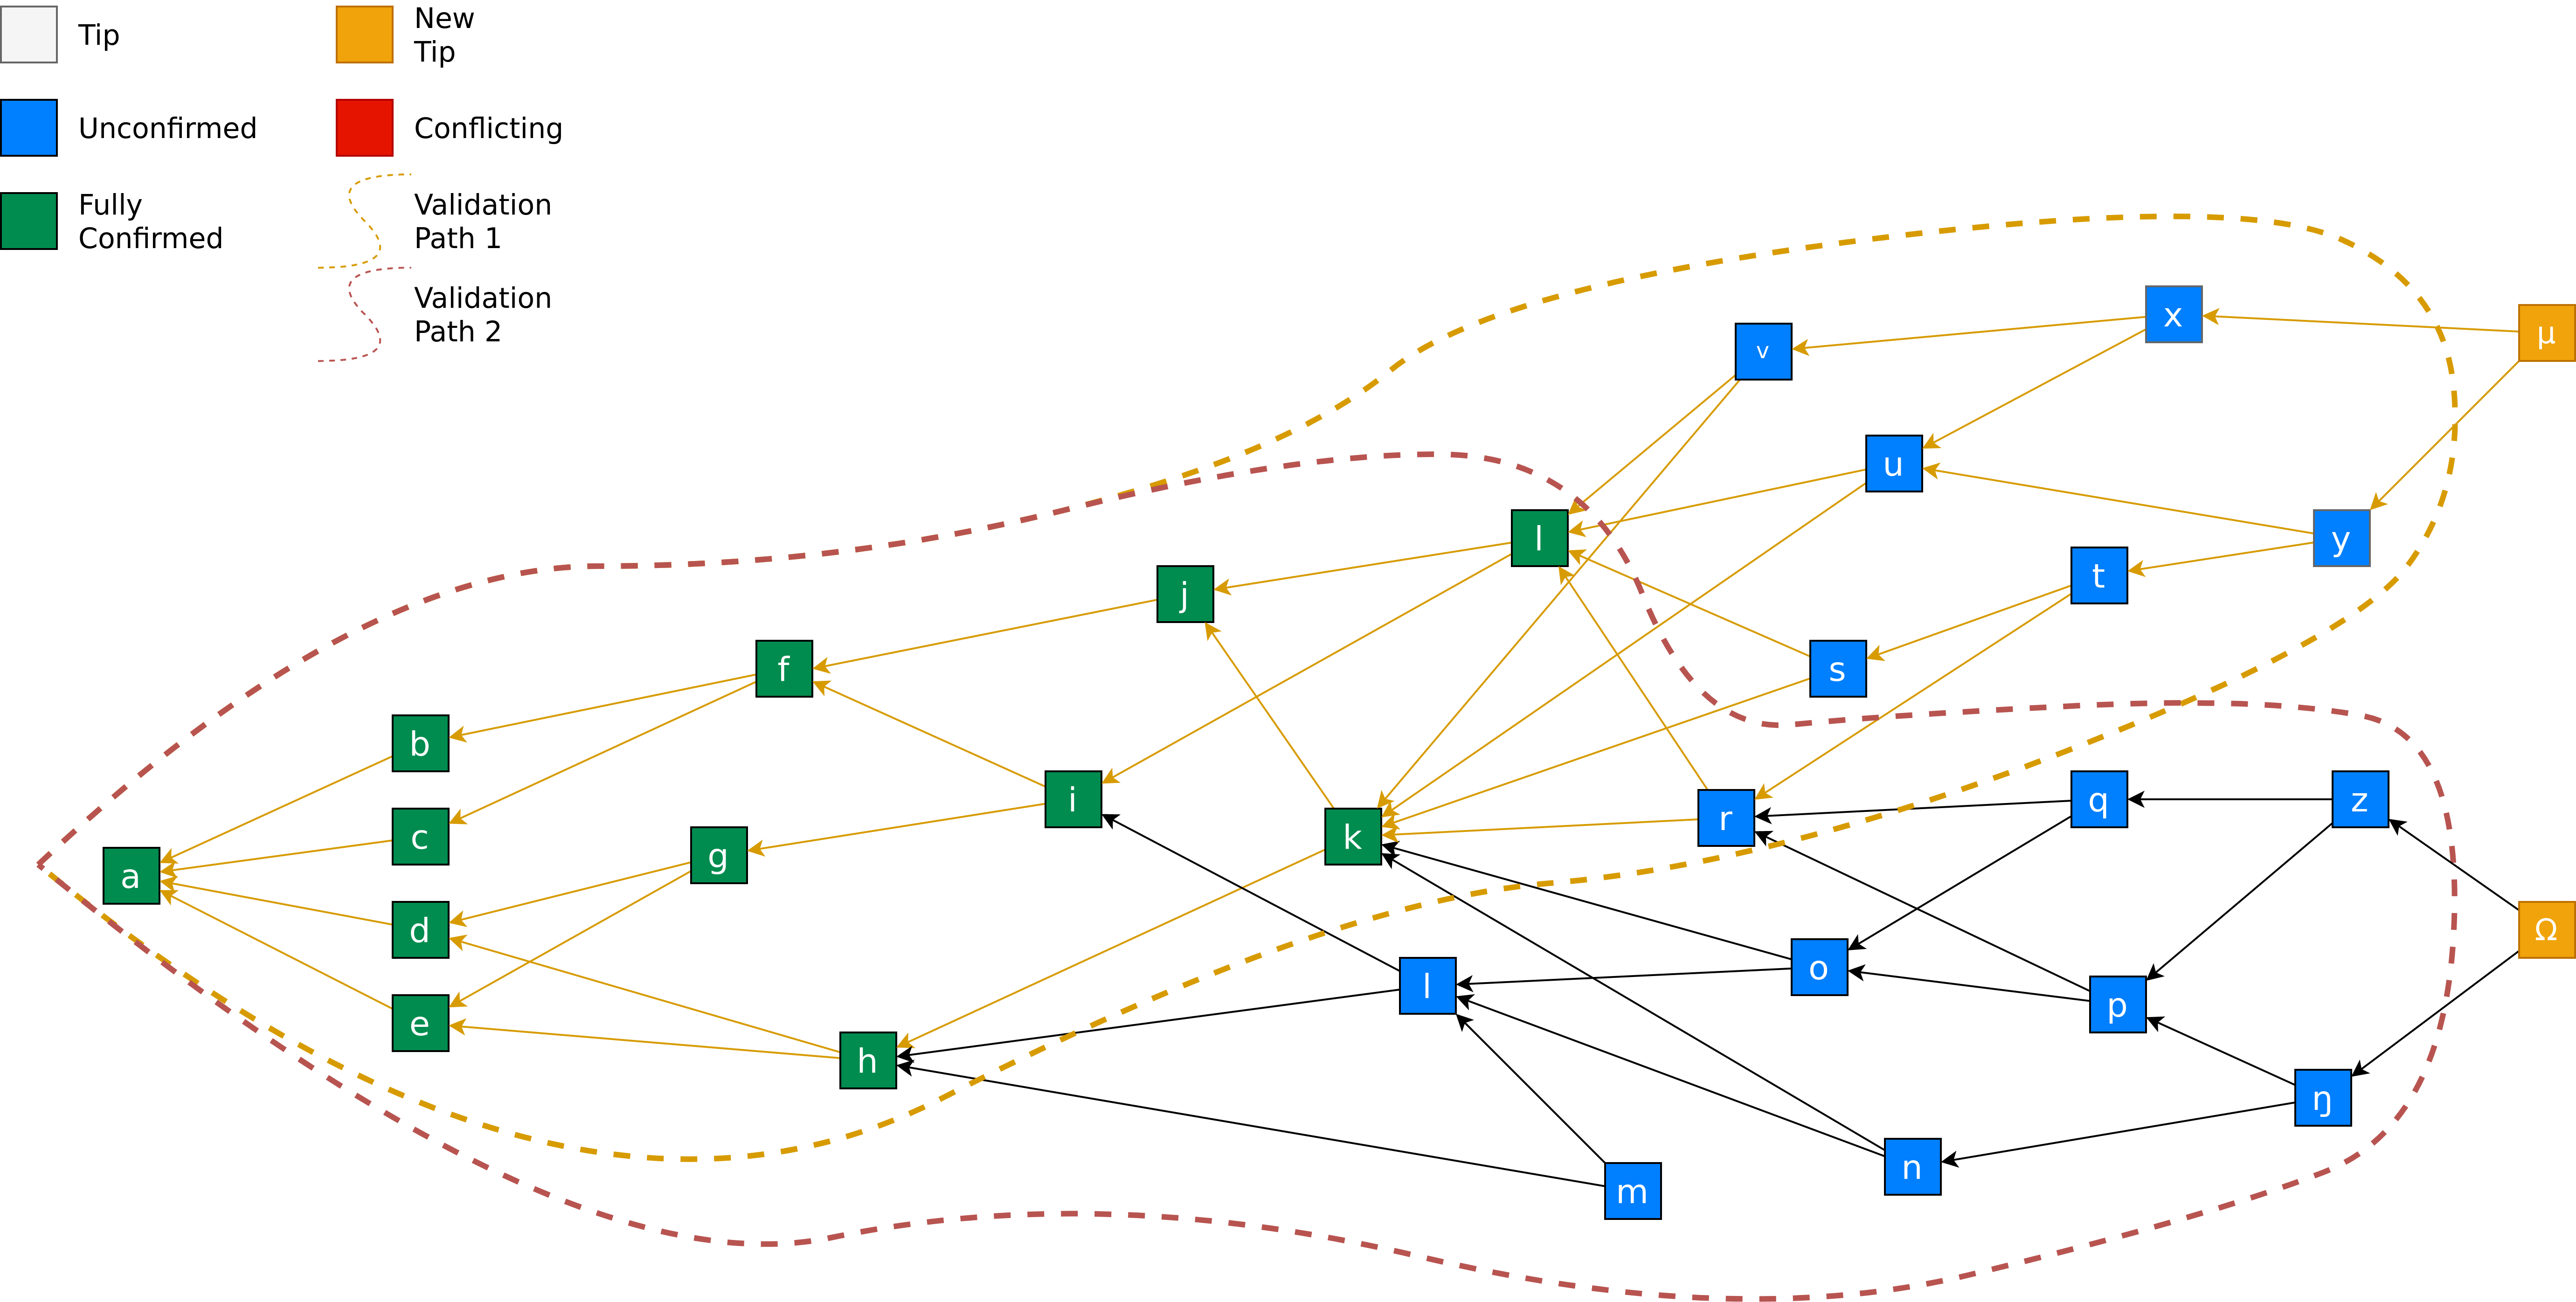 Tip
New
Tip
Unconfirmed
Conflicting
Fully
Confirmed
Validation
Path 1
Validation
Path 2
x
μ
v
u
l
y
t
j
f
s
b
i
q
z
c
k
r
g
a
d
Ω
o
l
p
e
h
ŋ
n
m